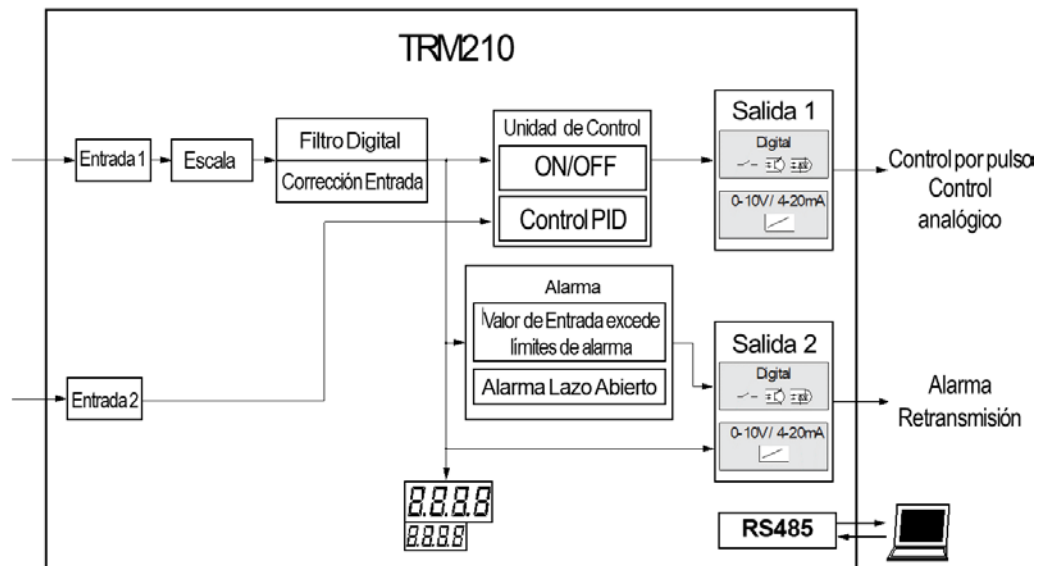 TRM210
Entrada 1
Escala
Filtro Digital
Corrección Entrada
Unidad de Control
ON/OFF
Control PID
Salida 1
Digital
0-10V/ 4-20mA
Control por pulso
Control
analógico
Alarma
Valor de Entrada excede
límites de alarma
Alarma Lazo Abierto
Salida 2
Digital
0-10V/ 4-20mA
Alarma
Retransmisión
Entrada 2
8.8.8.8
8.8.8.8
RS485